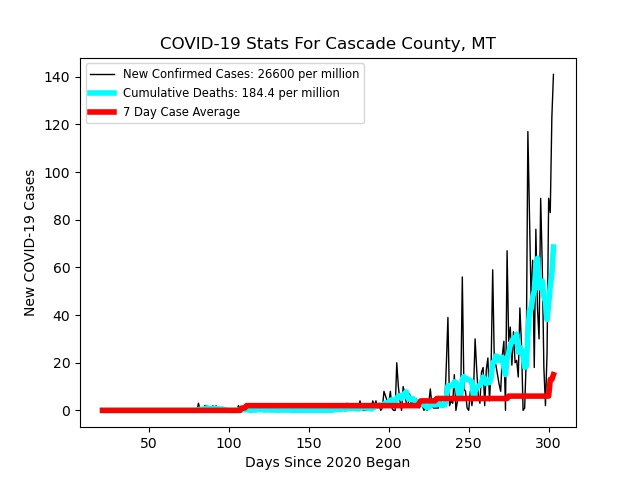 COVID-19 Stats For Cascade County, MT
New Confirmed Cases: 26600 per million
Cumulative Deaths: 184.4 per million
7 Day Case Average
140
120
100
80
60
40
20
0
New COVID-19 Cases
50 100 150 200 250 300
Days Since 2020 Began